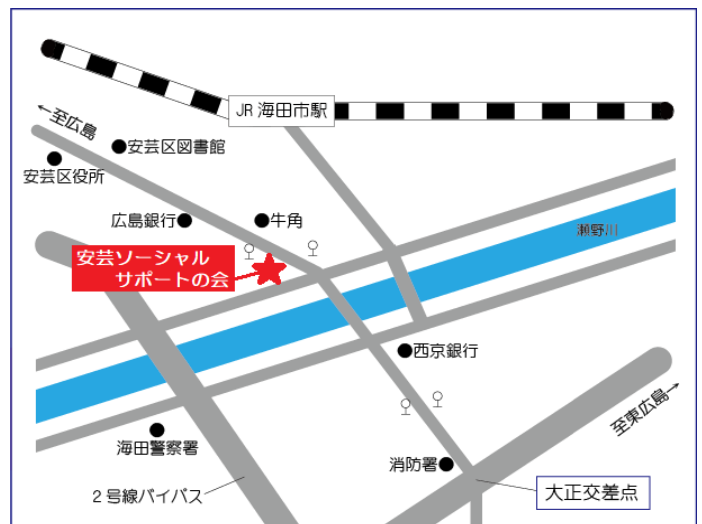 JR 海田市駅
←至広島
安芸区図書館
安芸区役所
広島銀行
牛角
瀬野川
安芸ソーシャル
サポートの会
西京銀行
至東広島→
海田警察署
消防署
2号線バイパス
大正交差点